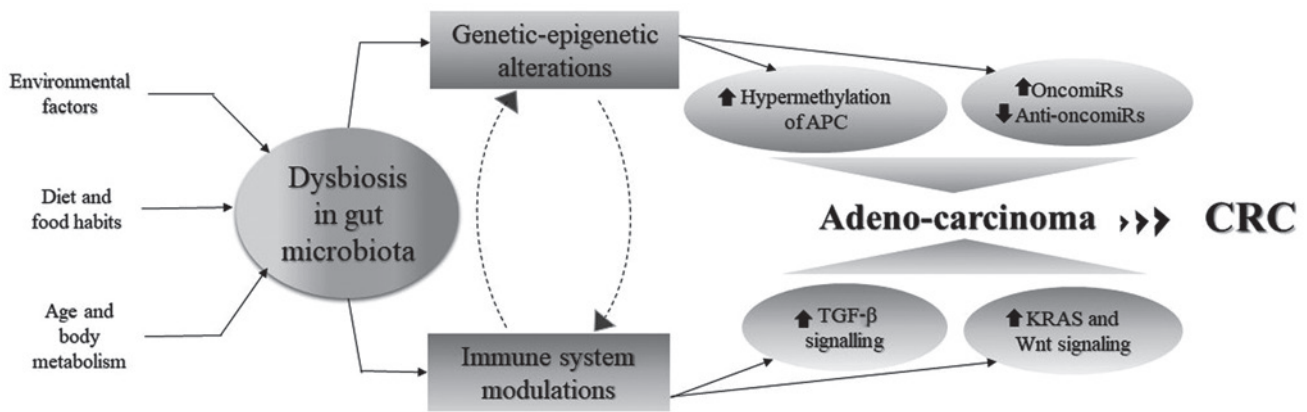 Environmental
factors
Diet and
food habits
Age and
body
metabolism
Dysbiosis
in gut
microbiota
Genetic-epigenetic
alterations
Immune system
modulations
Hypermethylation
of APC
OncomiRs
Anti-oncomiRs
Adeno-carcinoma
CRC
TGF-β
signalling
KRAS and
Wnt signaling